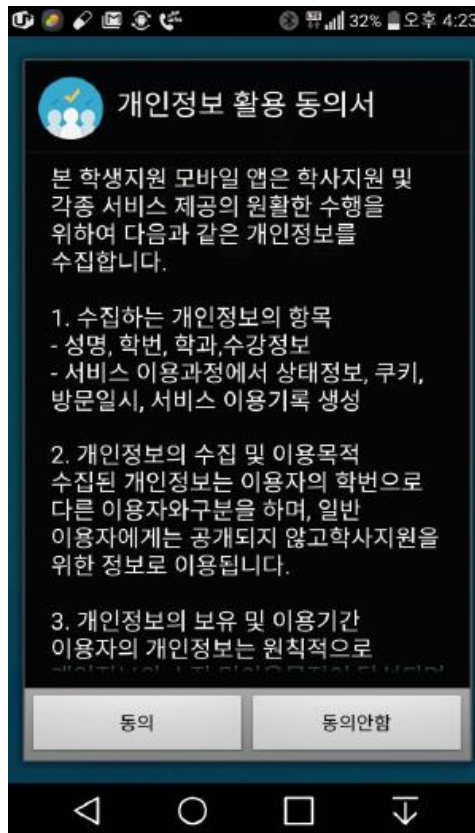 32% 오후 4:23
개인정보 활용 동의서
본 학생지원 모바일 앱은 학사지원 및
각종 서비스 제공의 원활한 수행을
위하여 다음과 같은 개인정보를
수집합니다.
1. 수집하는 개인정보의 항목
- 성명, 학번, 학과,수강정보
- 서비스 이용과정에서 상태정보, 쿠키,
방문일시, 서비스 이용기록 생성
2. 개인정보의 수집 및 이용목적
수집된 개인정보는 이용자의 학번으로
다른 이용자와구분을 하며, 일반
이용자에게는 공개되지 않고학사지원을
위한 정보로 이용됩니다.
3. 개인정보의 보유 및 이용기간
이용자의 개인정보는 원칙적으로
동의
동의안함